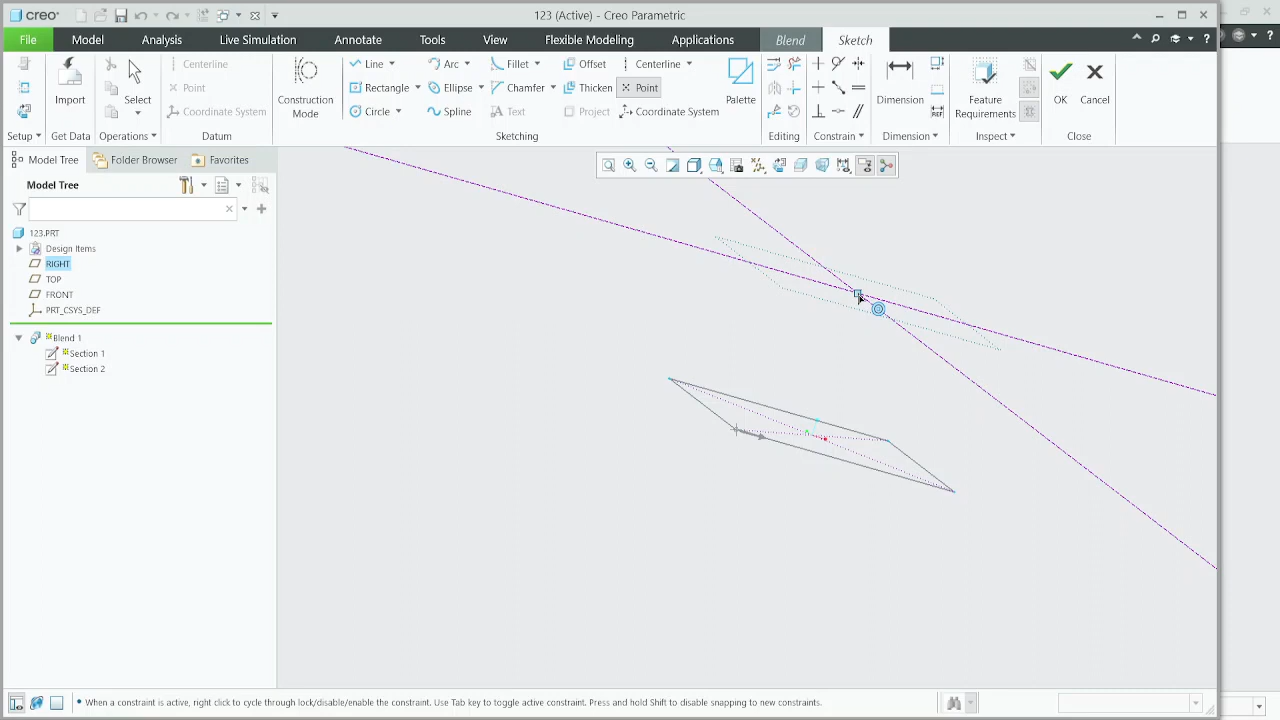 creo
123 (Active) - Creo Parametric
File Model Analysis Live Simulation Annotate Tools View Flexible Modeling Applications Blend Sketch
Centerline
Point
Coordinate System
Import
Select
Construction
Mode
Line
Rectangle
Circle
Arc
Ellipse
Spline
Fillet
Chamfer
Text
Offset
Thicken
Project
Centerline
Point
Coordinate System
Palette
Dimension
Feature
Requirements
OK
Cancel
Setup Get Data Operations Datum Sketching Editing Constrain Dimension Inspect Close
Model Tree Folder Browser Favorites
Model Tree
123.PRT
Design Items
RIGHT
TOP
FRONT
PRT_CSYS_DEF
Blend 1
Section 1
Section 2
When a constraint is active, right click to cycle through lock/disable/enable the constraint. Use Tab key to toggle active constraint. Press and hold Shift to disable snapping to new constraints.